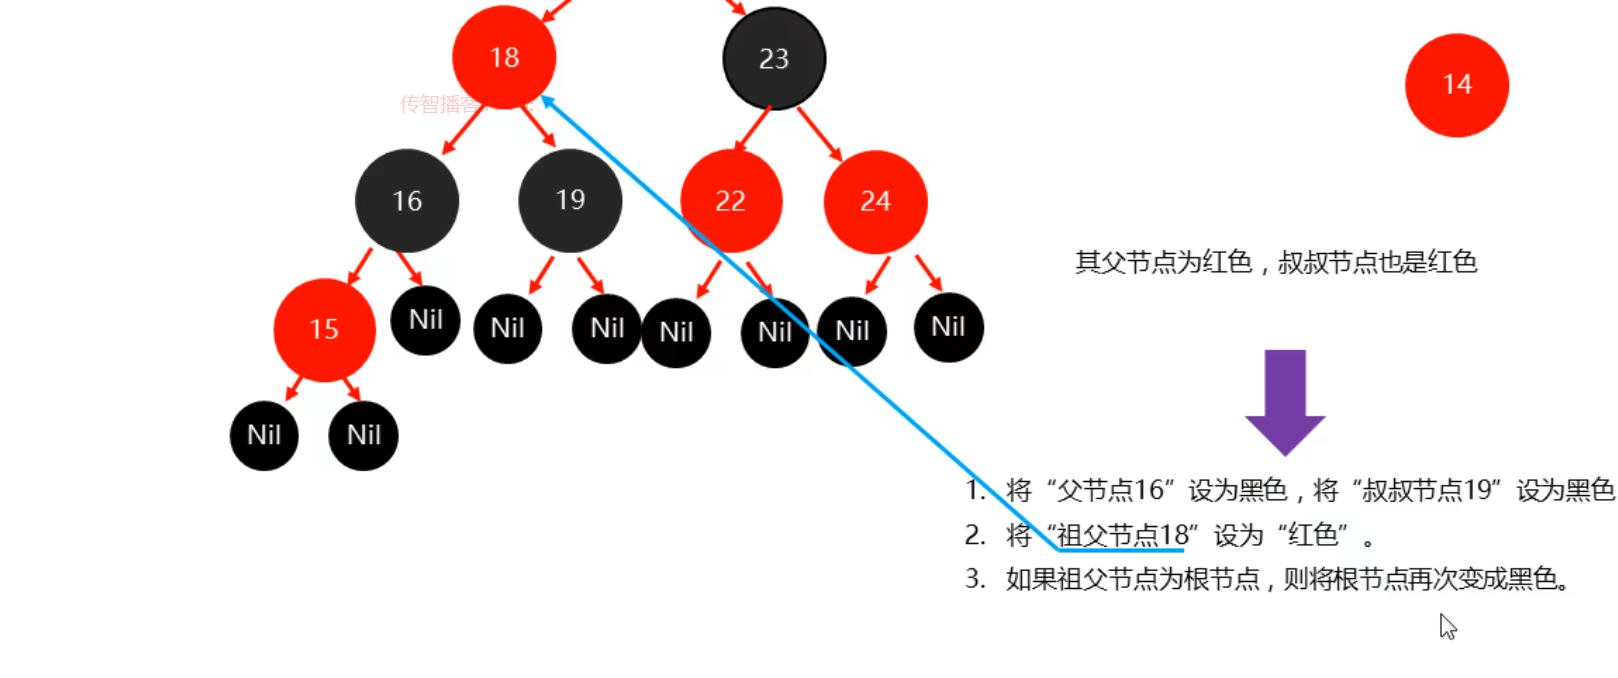 18
23
14
传智播客
16
19
22
24
其父节点为红色，叔叔节点也是红色
15
Nil
Nil
Nil
Nil
Nil
Nil
Nil
Nil
Nil
1. 将“父节点16”设为黑色，将“叔叔节点19”设为黑色
2. 将“祖父节点18”设为“红色”。
3. 如果祖父节点为根节点，则将根节点再次变成黑色。